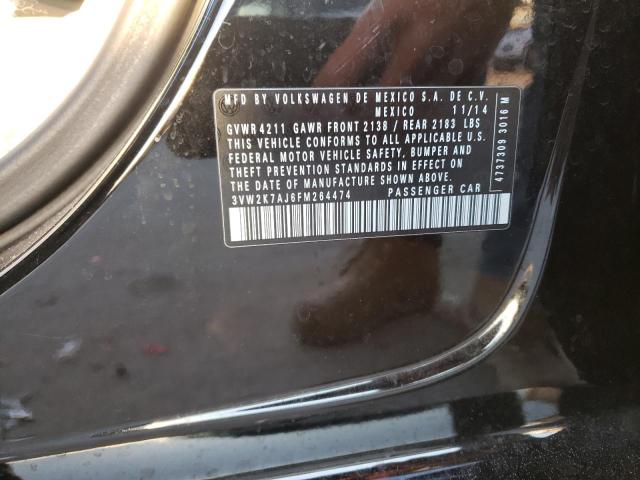 MFD BY VOLKSWAGEN DE MEXICO S.A. DE C.V.
MEXICO 11/14
GVWR 4211 GAWR FRONT 2138 / REAR 2183 LBS
THIS VEHICLE CONFORMS TO ALL APPLICABLE U.S.
FEDERAL MOTOR VEHICLE SAFETY, BUMPER AND
THEFT PREVENTION STANDARDS IN EFFECT ON THE
DATE OF MANUFACTURE SHOWN ABOVE
3VW2K7AJ6FM264474 PASSENGER CAR
4737309 3016 M